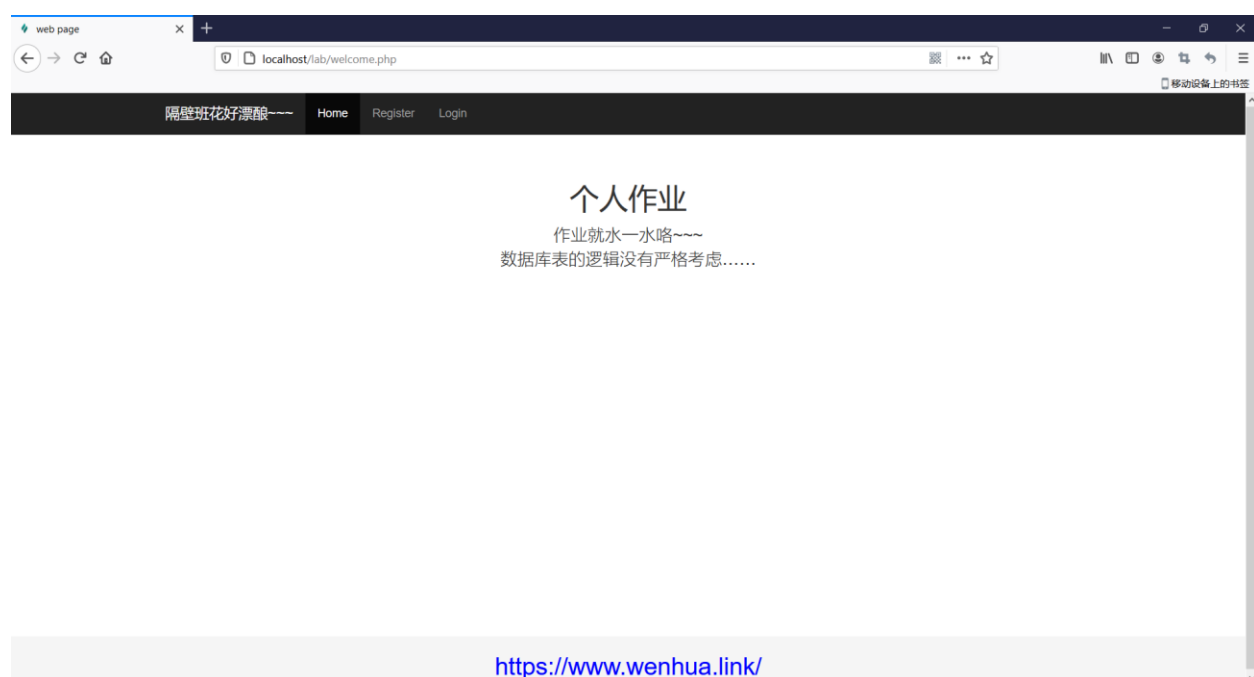 web page
localhost/lab/welcome.php
移动设备上的书签
隔壁班花好漂酿~~~ Home Register Login
个人作业
作业就水一水咯~~~
数据库表的逻辑没有严格考虑……
https://www.wenhua.link/